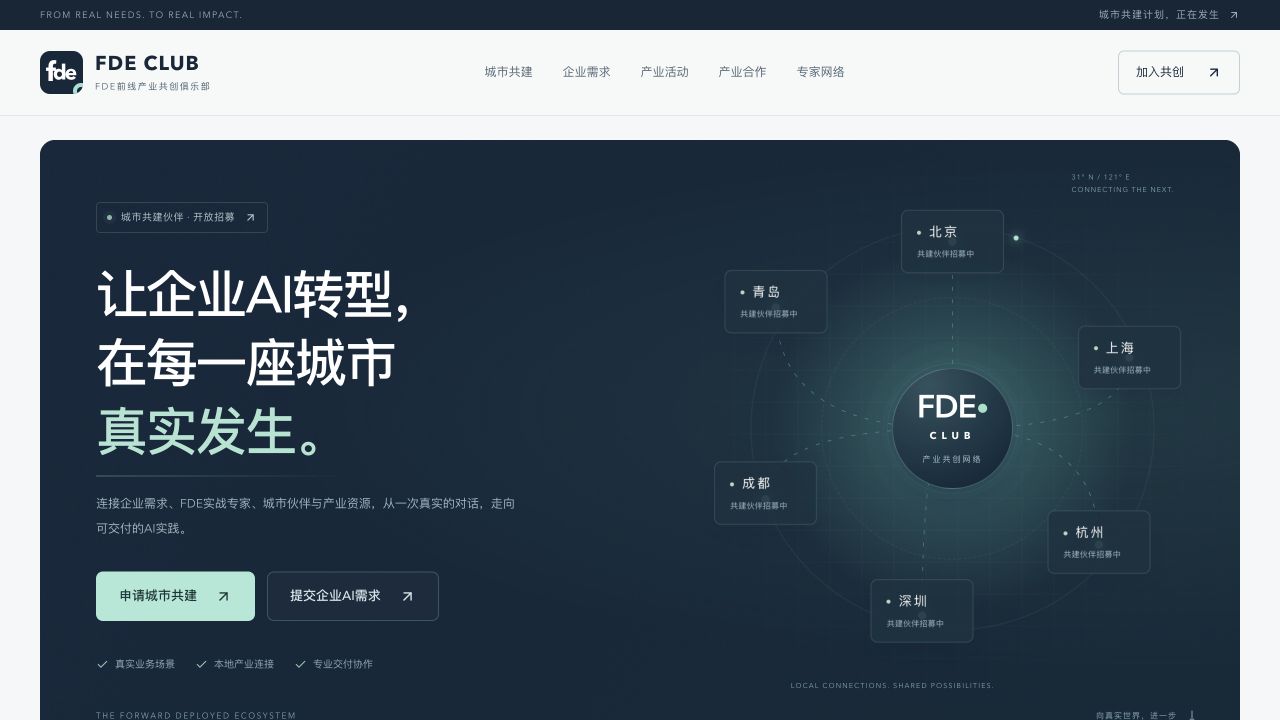 FROM REAL NEEDS. TO REAL IMPACT.
城市共建计划，正在发生
fde
FDE CLUB
FDE前线产业共创俱乐部
城市共建
企业需求
产业活动
产业合作
专家网络
加入共创
31° N / 121° E
CONNECTING THE NEXT.
城市共建伙伴 · 开放招募
让企业AI转型，
在每一座城市
真实发生。
连接企业需求、FDE实战专家、城市伙伴与产业资源，从一次真实的对话，走向
可交付的AI实践。
申请城市共建
提交企业AI需求
真实业务场景
本地产业连接
专业交付协作
北京
共建伙伴招募中
青岛
共建伙伴招募中
上海
共建伙伴招募中
FDE
CLUB
产业共创网络
成都
共建伙伴招募中
杭州
共建伙伴招募中
深圳
共建伙伴招募中
LOCAL CONNECTIONS. SHARED POSSIBILITIES.
THE FORWARD DEPLOYED ECOSYSTEM
向真实世界，进一步